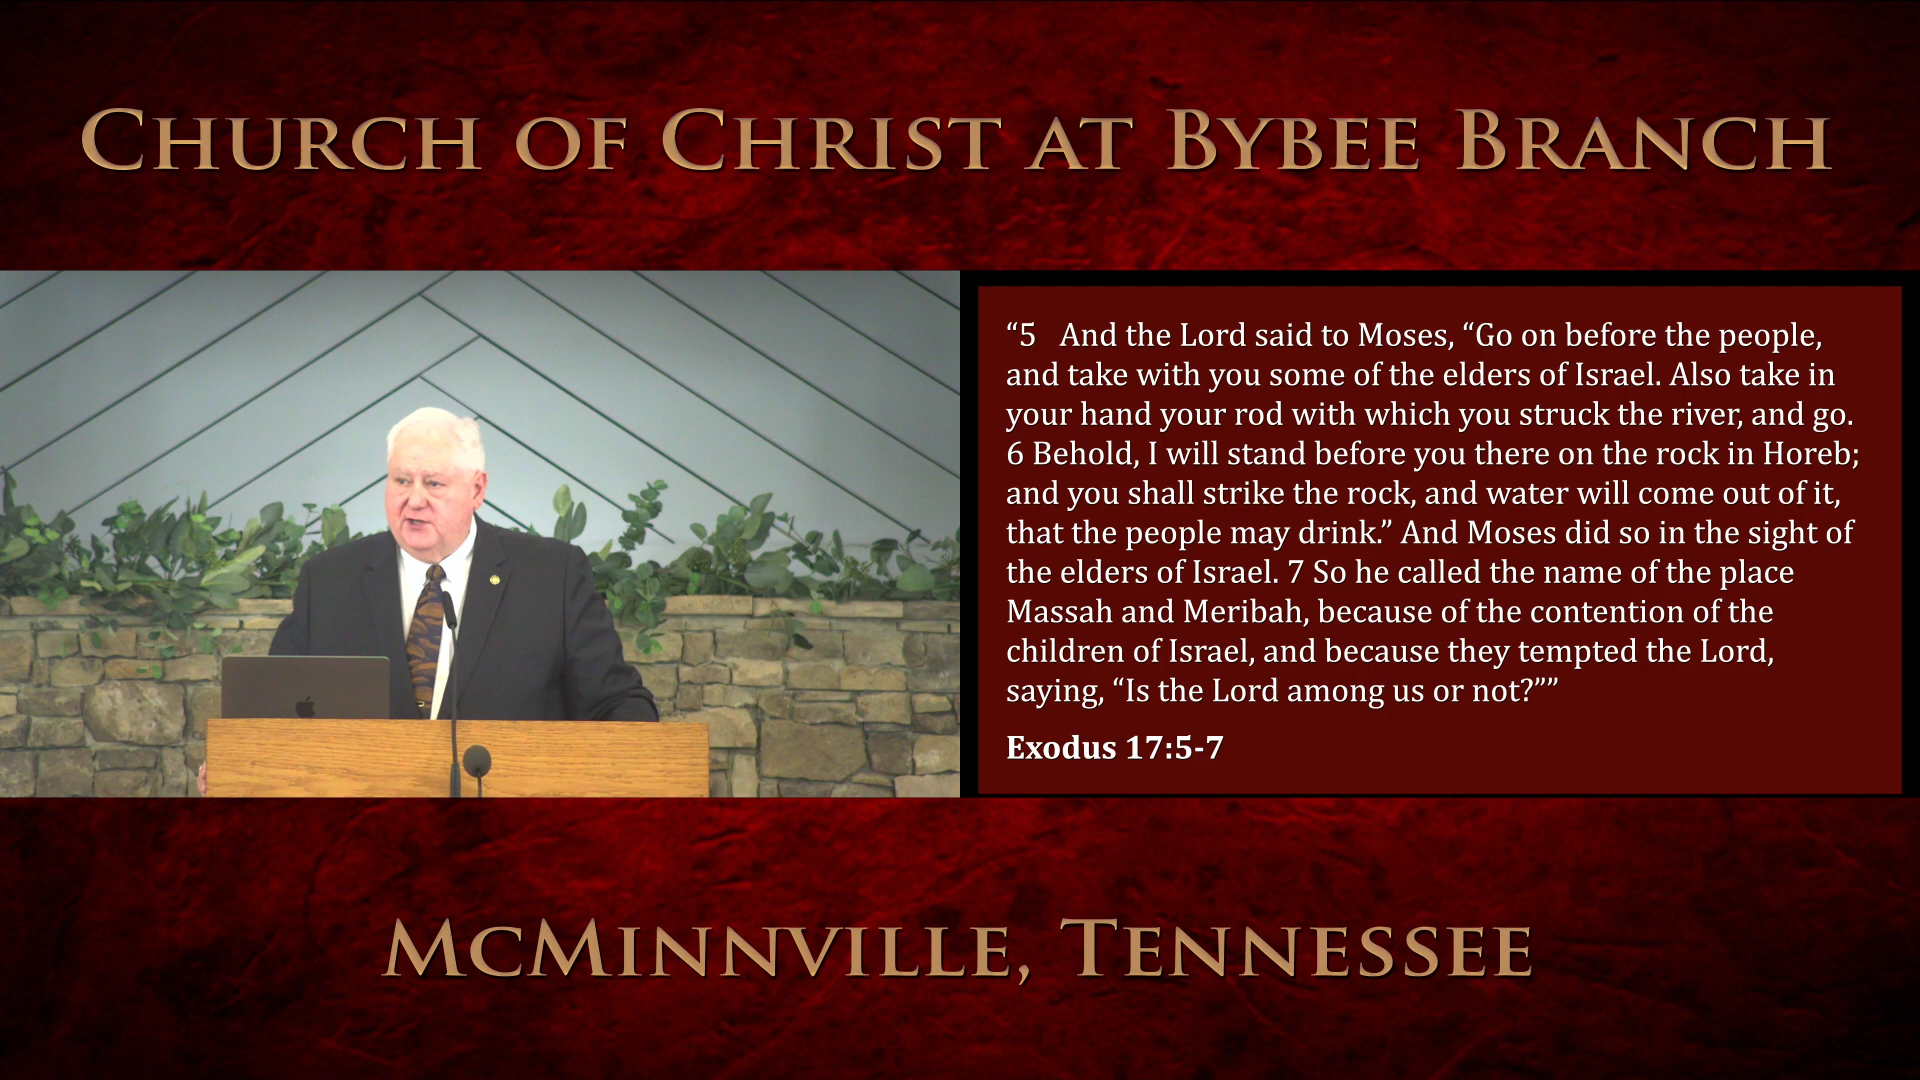 Church of Christ at Bybee Branch
“5   And the Lord said to Moses, “Go on before the people,
and take with you some of the elders of Israel. Also take in
your hand your rod with which you struck the river, and go.
6 Behold, I will stand before you there on the rock in Horeb;
and you shall strike the rock, and water will come out of it,
that the people may drink.” And Moses did so in the sight of
the elders of Israel. 7 So he called the name of the place
Massah and Meribah, because of the contention of the
children of Israel, and because they tempted the Lord,
saying, “Is the Lord among us or not?””
Exodus 17:5-7
McMinnville, Tennessee